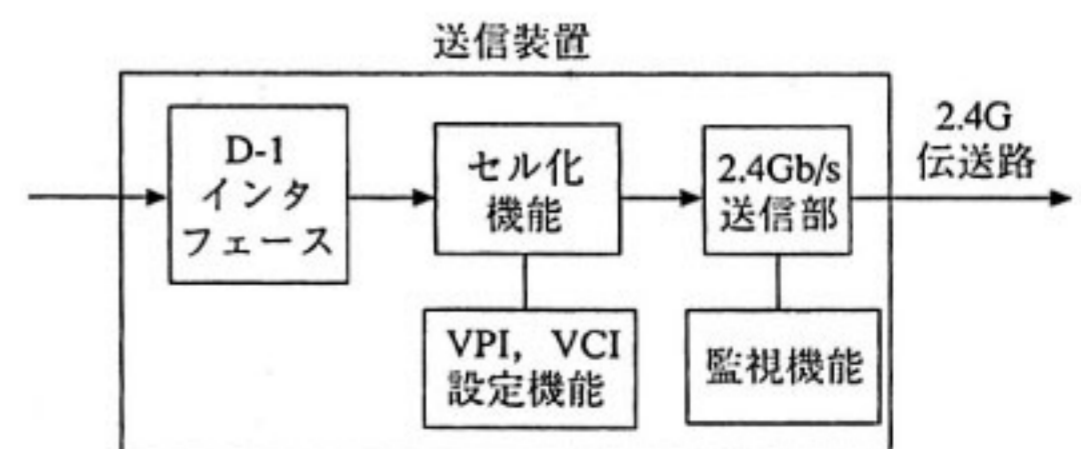 送信装置
D-1
インタ
フェース
セル化
機能
2.4Gb/s
送信部
2.4G
伝送路
VPI, VCI
設定機能
監視機能